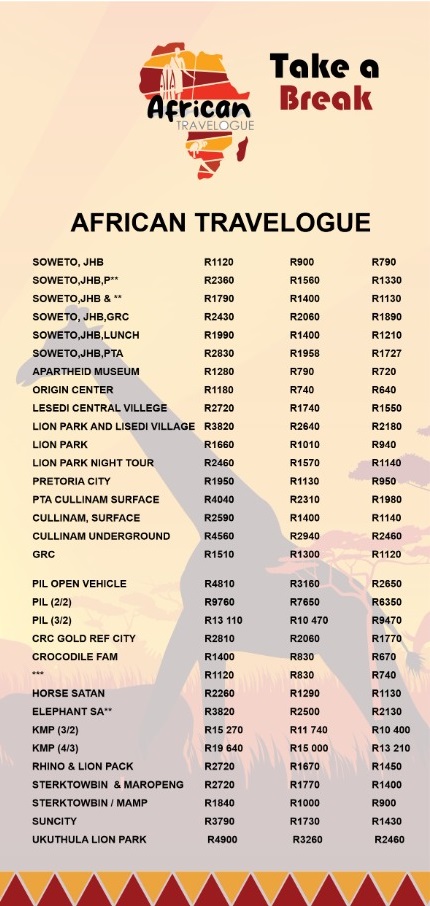 Take a
Break
African
TRAVELOGUE
AFRICAN TRAVELOGUE
SOWETO, JHB R1120 R900 R790
SOWETO,JHB,P** R2360 R1560 R1330
SOWETO,JHB & ** R1790 R1400 R1130
SOWETO, JHB,GRC R2430 R2060 R1890
SOWETO,JHB,LUNCH R1990 R1400 R1210
SOWETO,JHB,PTA R2830 R1958 R1727
APARTHEID MUSEUM R1280 R790 R720
ORIGIN CENTER R1180 R740 R640
LESEDI CENTRAL VILLEGE R2720 R1740 R1550
LION PARK AND LISEDI VILLAGE R3820 R2640 R2180
LION PARK R1660 R1010 R940
LION PARK NIGHT TOUR R2460 R1570 R1140
PRETORIA CITY R1950 R1130 R950
PTA CULLINAM SURFACE R4040 R2310 R1980
CULLINAM, SURFACE R2590 R1400 R1140
CULLINAM UNDERGROUND R4560 R2940 R2460
GRC R1510 R1300 R1120
PIL OPEN VEHICLE R4810 R3160 R2650
PIL (2/2) R9760 R7650 R6350
PIL (3/2) R13 110 R10 470 R9470
CRC GOLD REF CITY R2810 R2060 R1770
CROCODILE FAM R1400 R830 R670
*** R1120 R830 R740
HORSE SATAN R2260 R1290 R1130
ELEPHANT SA** R3820 R2500 R2130
KMP (3/2) R15 270 R11 740 R10 400
KMP (4/3) R19 640 R15 000 R13 210
RHINO & LION PACK R2720 R1670 R1450
STERKTOWBIN & MAROPENG R2720 R1770 R1400
STERKTOWBIN / MAMP R1840 R1000 R900
SUNCITY R3790 R1730 R1430
UKUTHULA LION PARK R4900 R3260 R2460